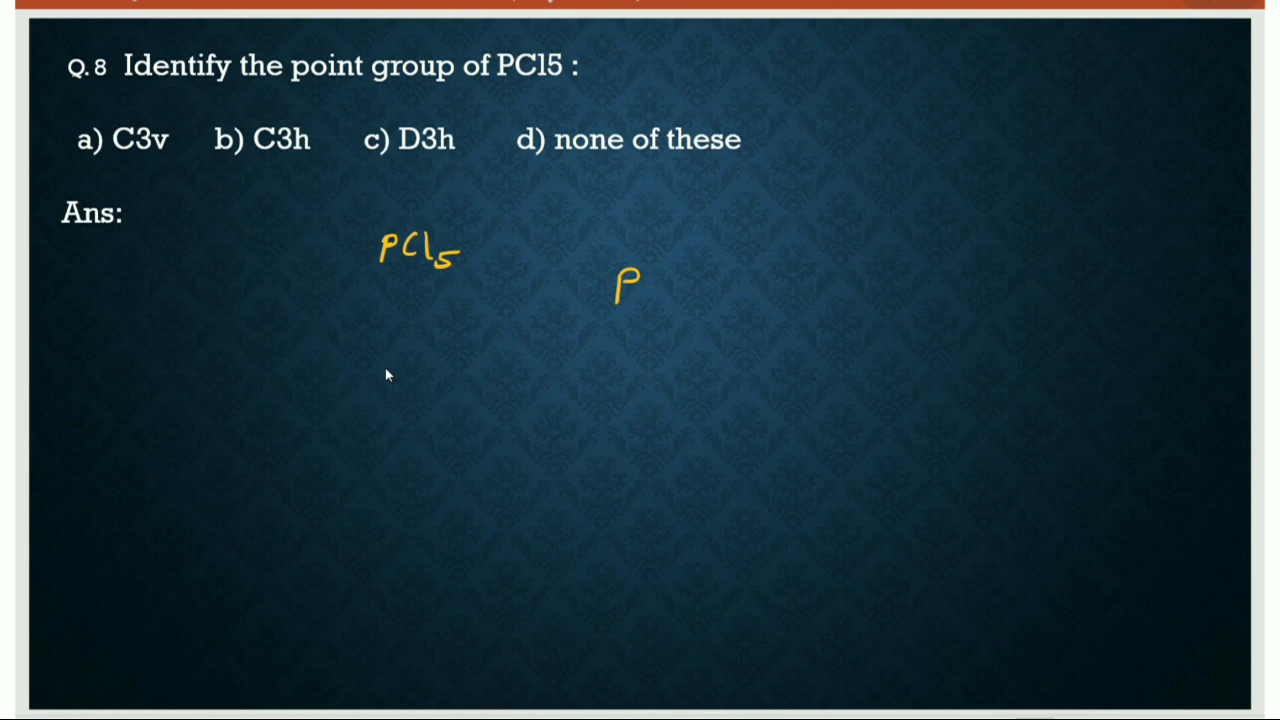 Q. 8 Identify the point group of PCl5 :
a) C3v b) C3h c) D3h d) none of these
Ans:
PCl5
P